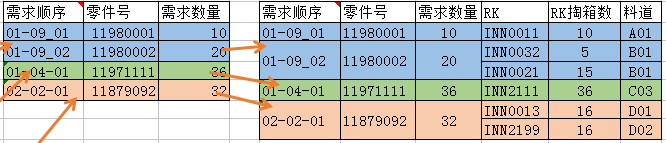 需求顺序 零件号 需求数量
01-09_01 11980001 10
01-09_02 11980002 20
01-04-01 11971111 36
02-02-01 11879092 32
需求顺序 零件号 需求数量 RK RK掏箱数 料道
01-09_01 11980001 10 INN0011 10 A01
01-09_02 11980002 20 INN0032 5 B01
INN0021 15 B01
01-04-01 11971111 36 INN2111 36 C03
02-02-01 11879092 32 INN0013 16 D01
INN2199 16 D02